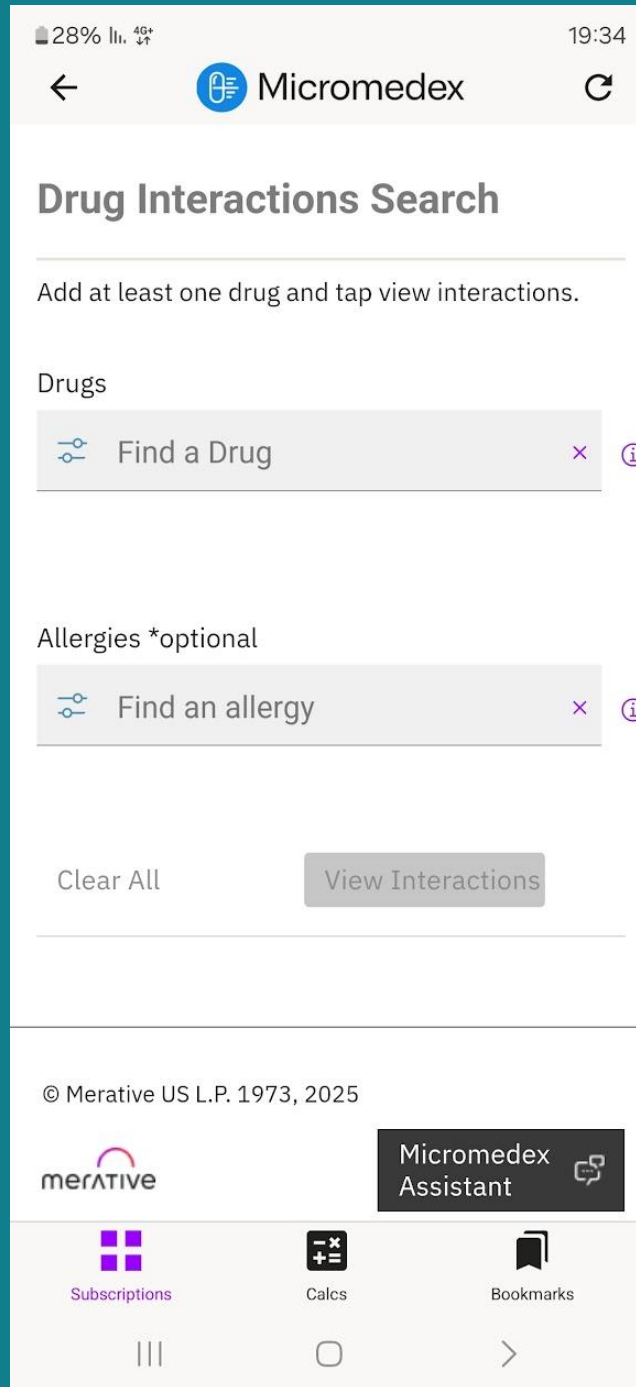 28% 4G+ 19:34
Micromedex
Drug Interactions Search
Add at least one drug and tap view interactions.
Drugs
Find a Drug
Allergies *optional
Find an allergy
Clear All
View Interactions
© Merative US L.P. 1973, 2025
merative
Micromedex
Assistant
Subscriptions
Calcs
Bookmarks